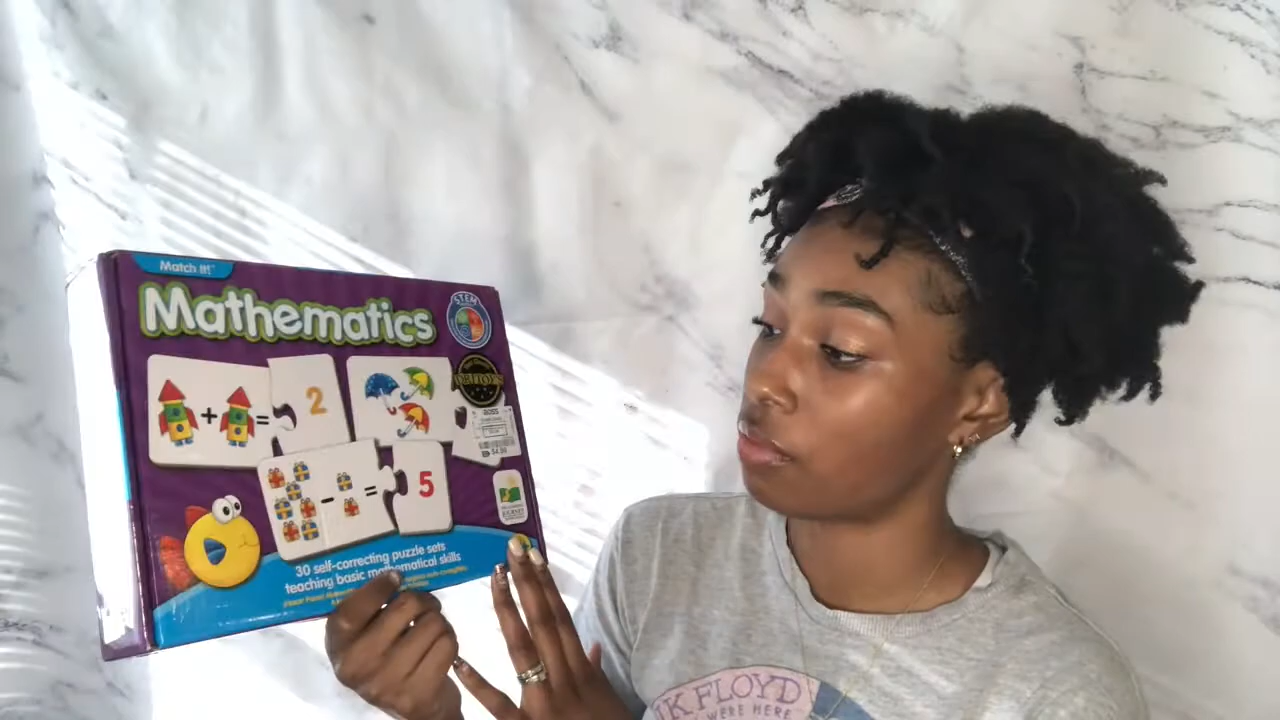 Match It!
Mathematics
STEM
+ = 2
- = 5
ROSS
$4.99
30 self-correcting puzzle sets
teaching basic mathematical skills
K FLOYD
WERE HERE